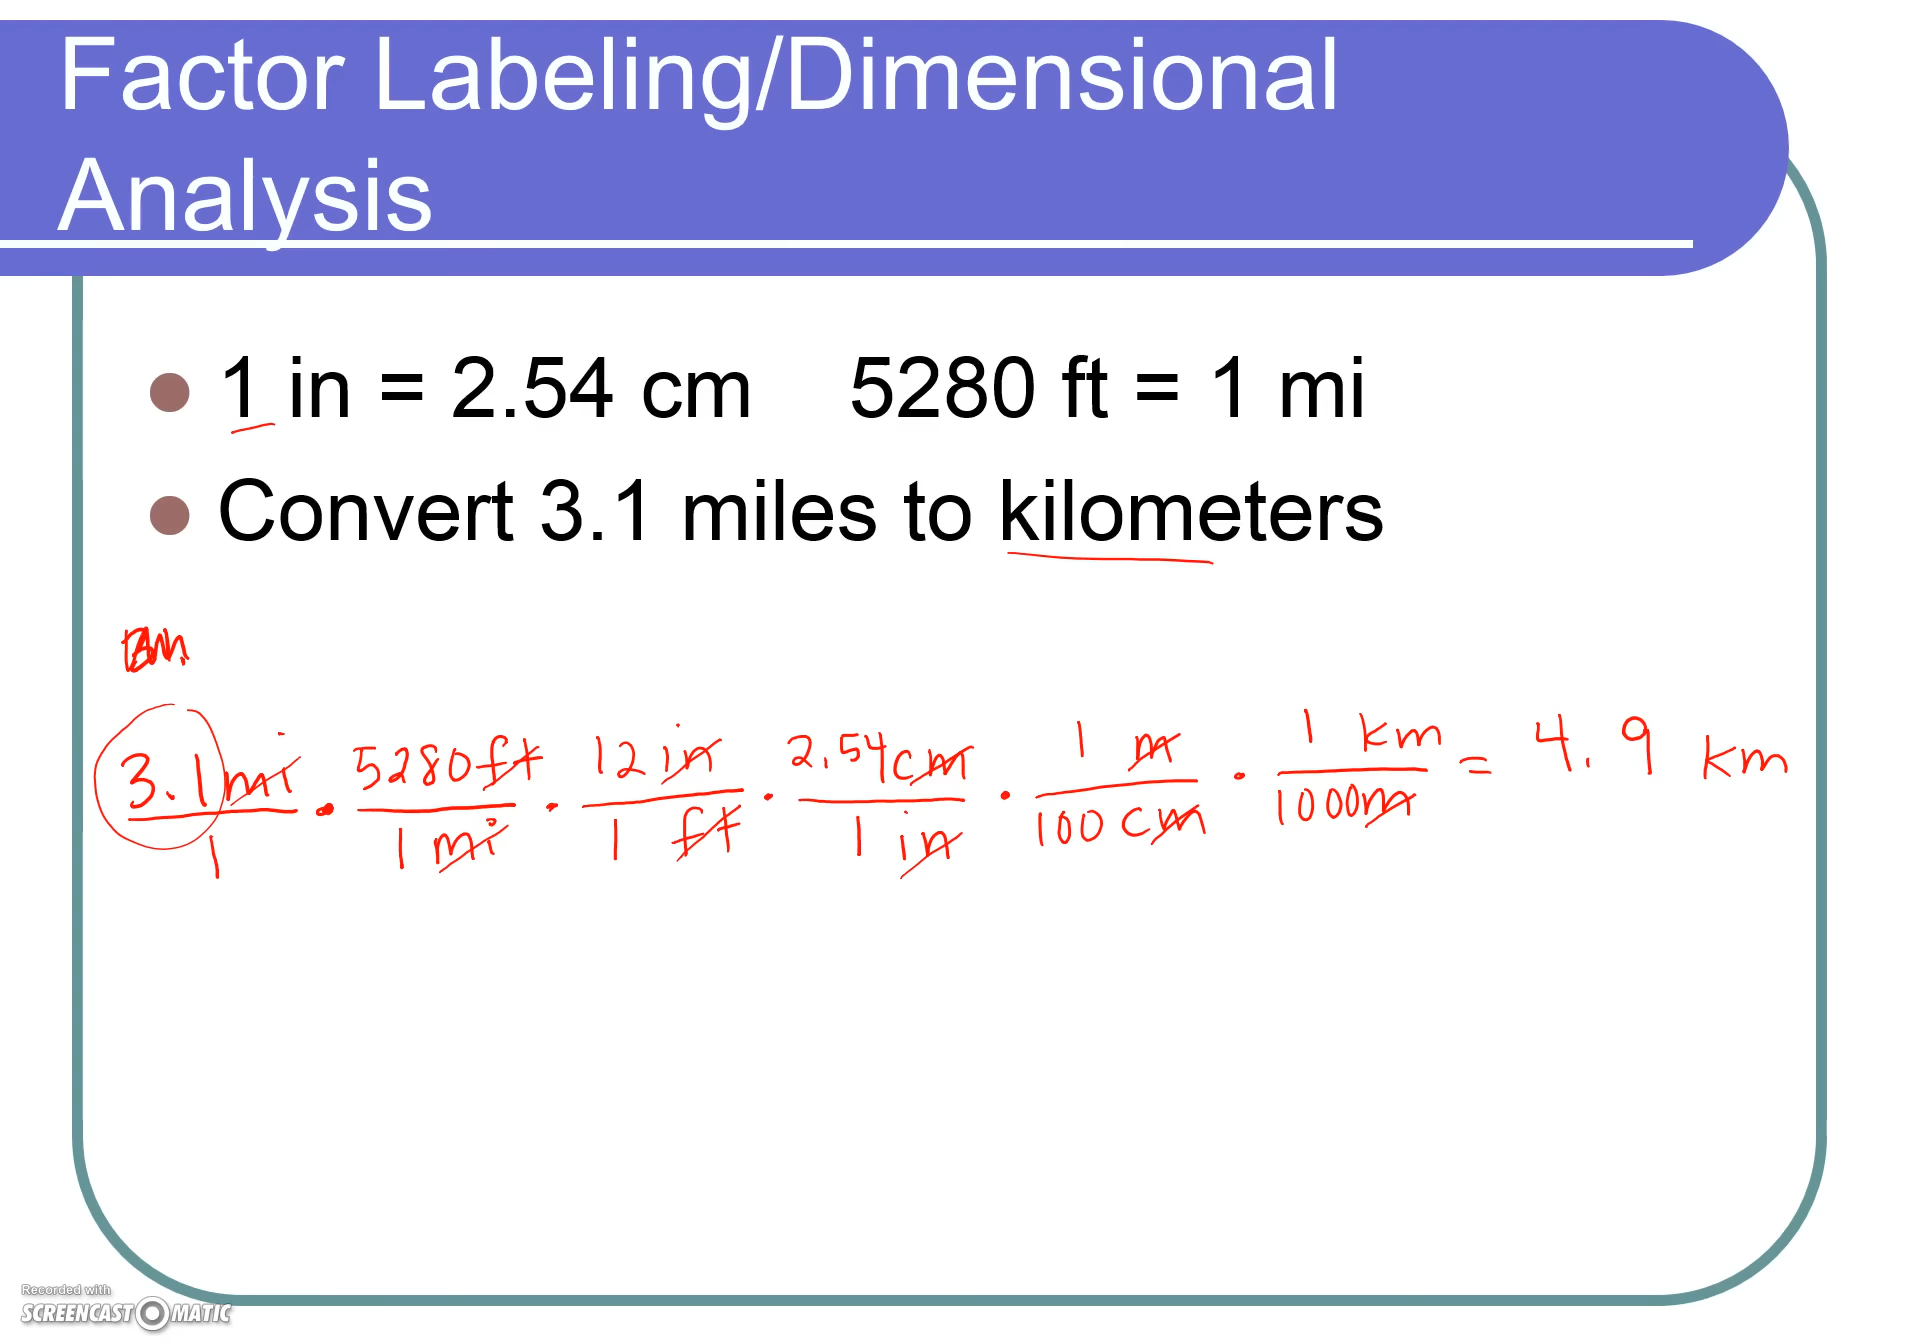 Factor Labeling/Dimensional
Analysis
1 in = 2.54 cm 5280 ft = 1 mi
Convert 3.1 miles to kilometers
3.1 mi / 1 · 5280 ft / 1 mi · 12 in / 1 ft · 2.54 cm / 1 in · 1 m / 100 cm · 1 km / 1000 m = 4.9 km
Recorded with
SCREENCAST MATIC